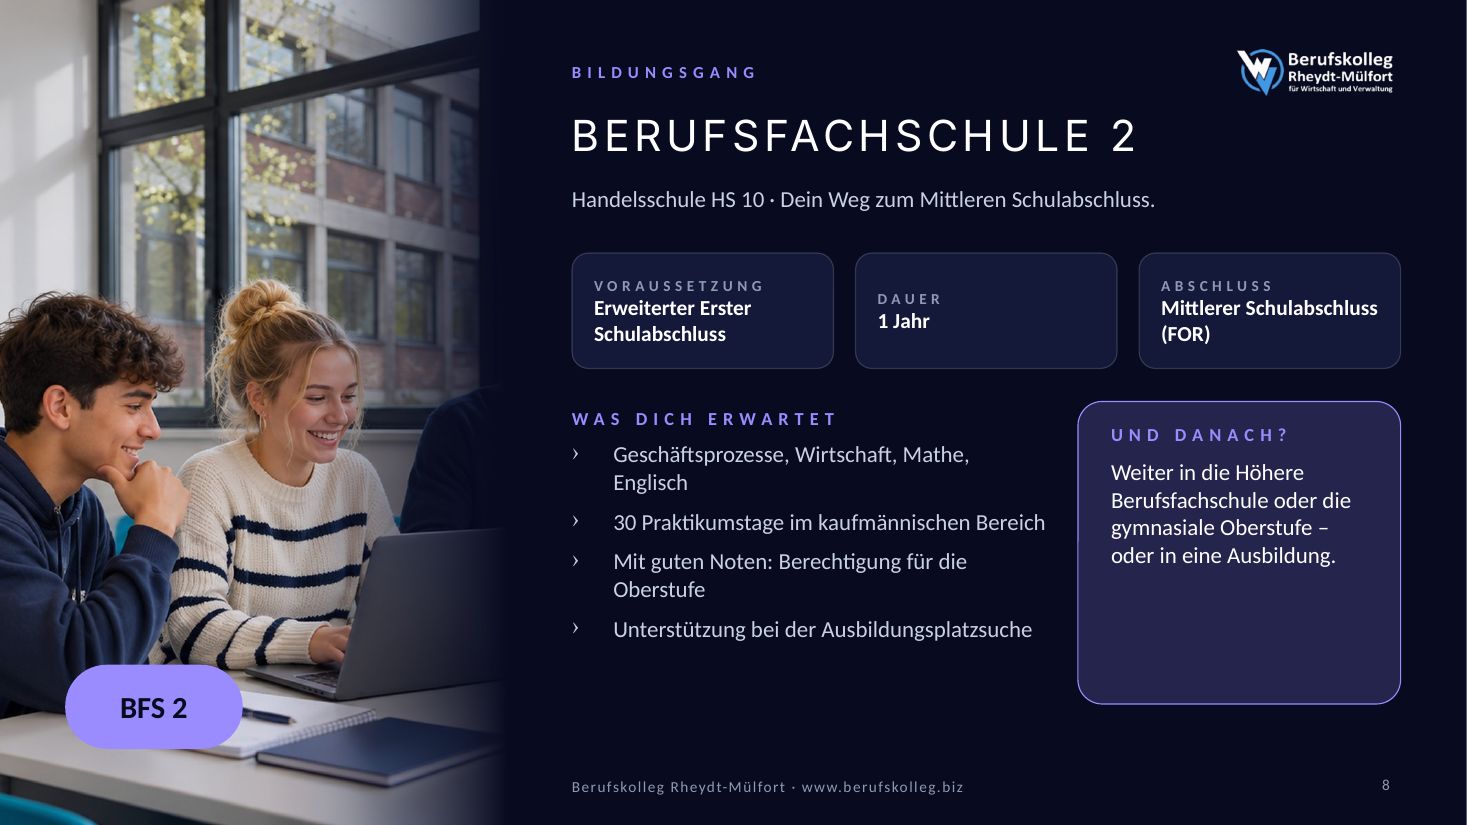 BILDUNGSGANG
Berufskolleg
Rheydt-Mülfort
für Wirtschaft und Verwaltung
BERUFSFACHSCHULE 2
Handelsschule HS 10 · Dein Weg zum Mittleren Schulabschluss.
VORAUSSETZUNG
Erweiterter Erster
Schulabschluss
DAUER
1 Jahr
ABSCHLUSS
Mittlerer Schulabschluss
(FOR)
WAS DICH ERWARTET
› Geschäftsprozesse, Wirtschaft, Mathe,
Englisch
› 30 Praktikumstage im kaufmännischen Bereich
› Mit guten Noten: Berechtigung für die
Oberstufe
› Unterstützung bei der Ausbildungsplatzsuche
UND DANACH?
Weiter in die Höhere
Berufsfachschule oder die
gymnasiale Oberstufe –
oder in eine Ausbildung.
BFS 2
Berufskolleg Rheydt-Mülfort · www.berufskolleg.biz
8